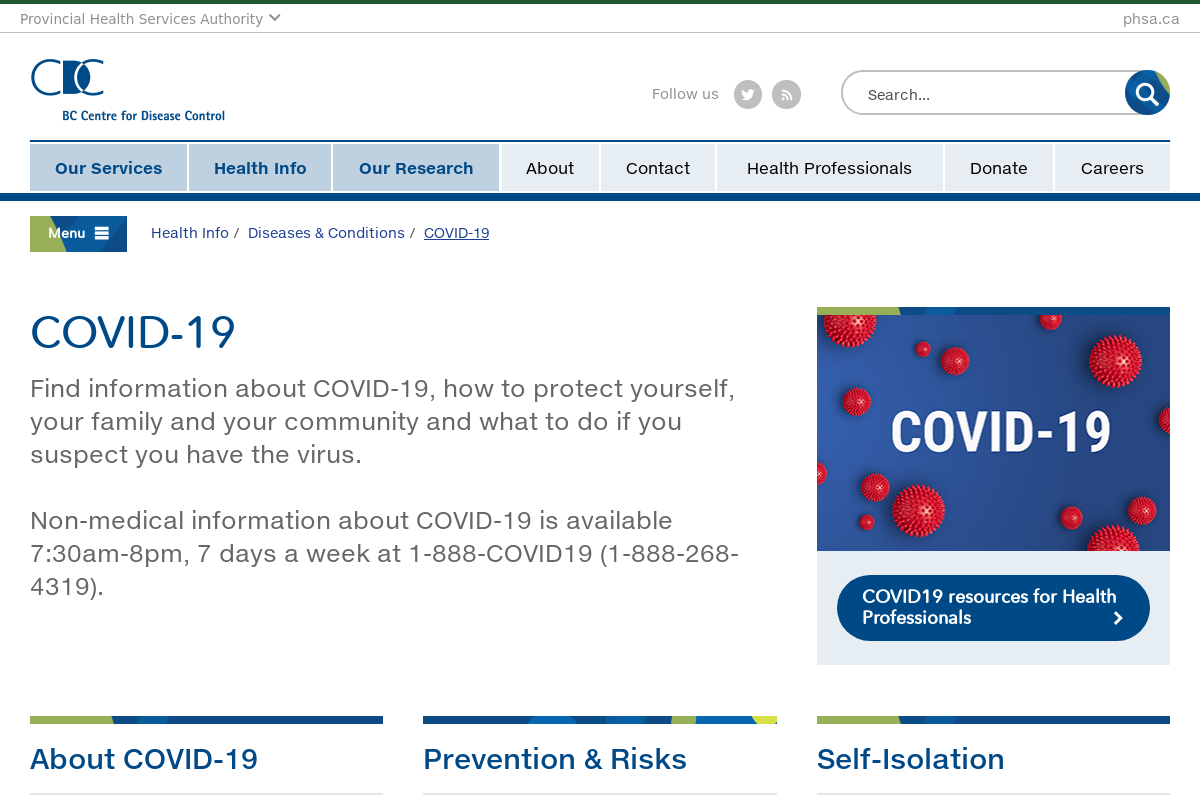 Provincial Health Services Authority
phsa.ca
CDC
BC Centre for Disease Control
Follow us
Search...
Our Services
Health Info
Our Research
About
Contact
Health Professionals
Donate
Careers
Menu
Health Info / Diseases & Conditions / COVID-19
COVID-19
Find information about COVID-19, how to protect yourself,
your family and your community and what to do if you
suspect you have the virus.
Non-medical information about COVID-19 is available
7:30am-8pm, 7 days a week at 1-888-COVID19 (1-888-268-
4319).
COVID-19
COVID19 resources for Health
Professionals
About COVID-19
Prevention & Risks
Self-Isolation